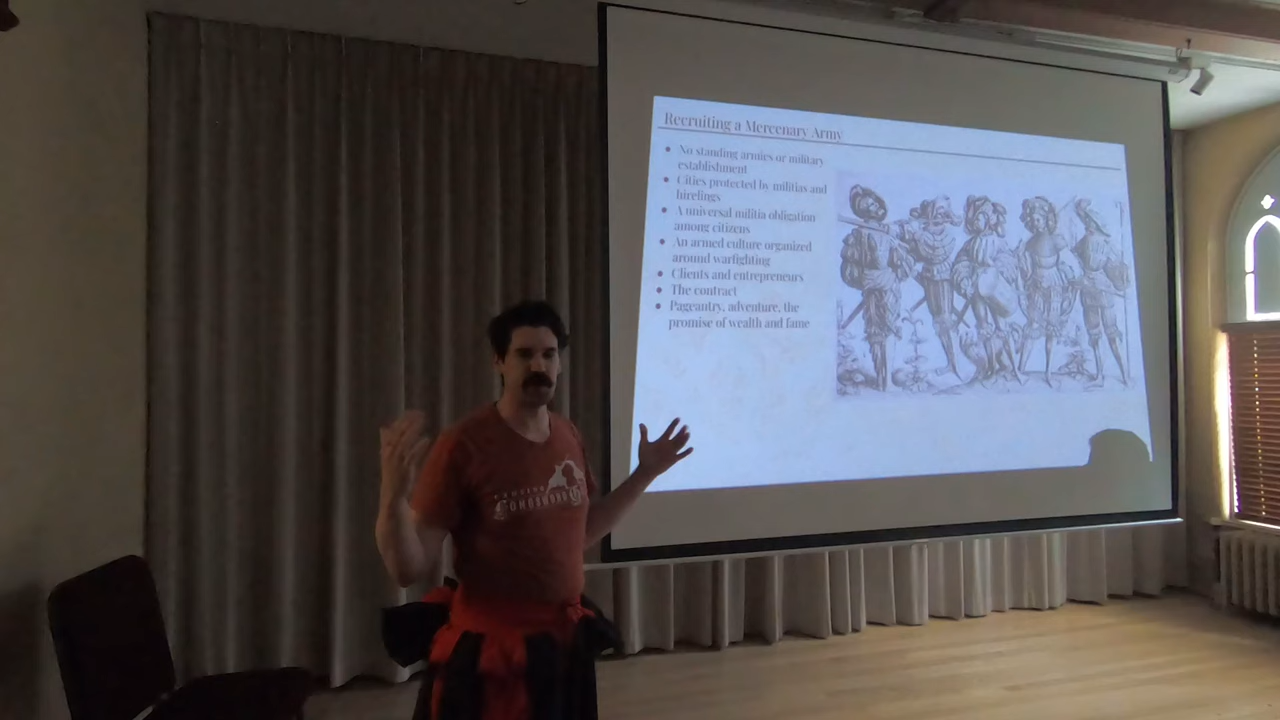 Recruiting a Mercenary Army
No standing armies or military
establishment
Cities protected by militias and
hirelings
A universal militia obligation
among citizens
An armed culture organized
around warfighting
Clients and entrepreneurs
The contract
Pageantry, adventure, the
promise of wealth and fame
LONGSWORD